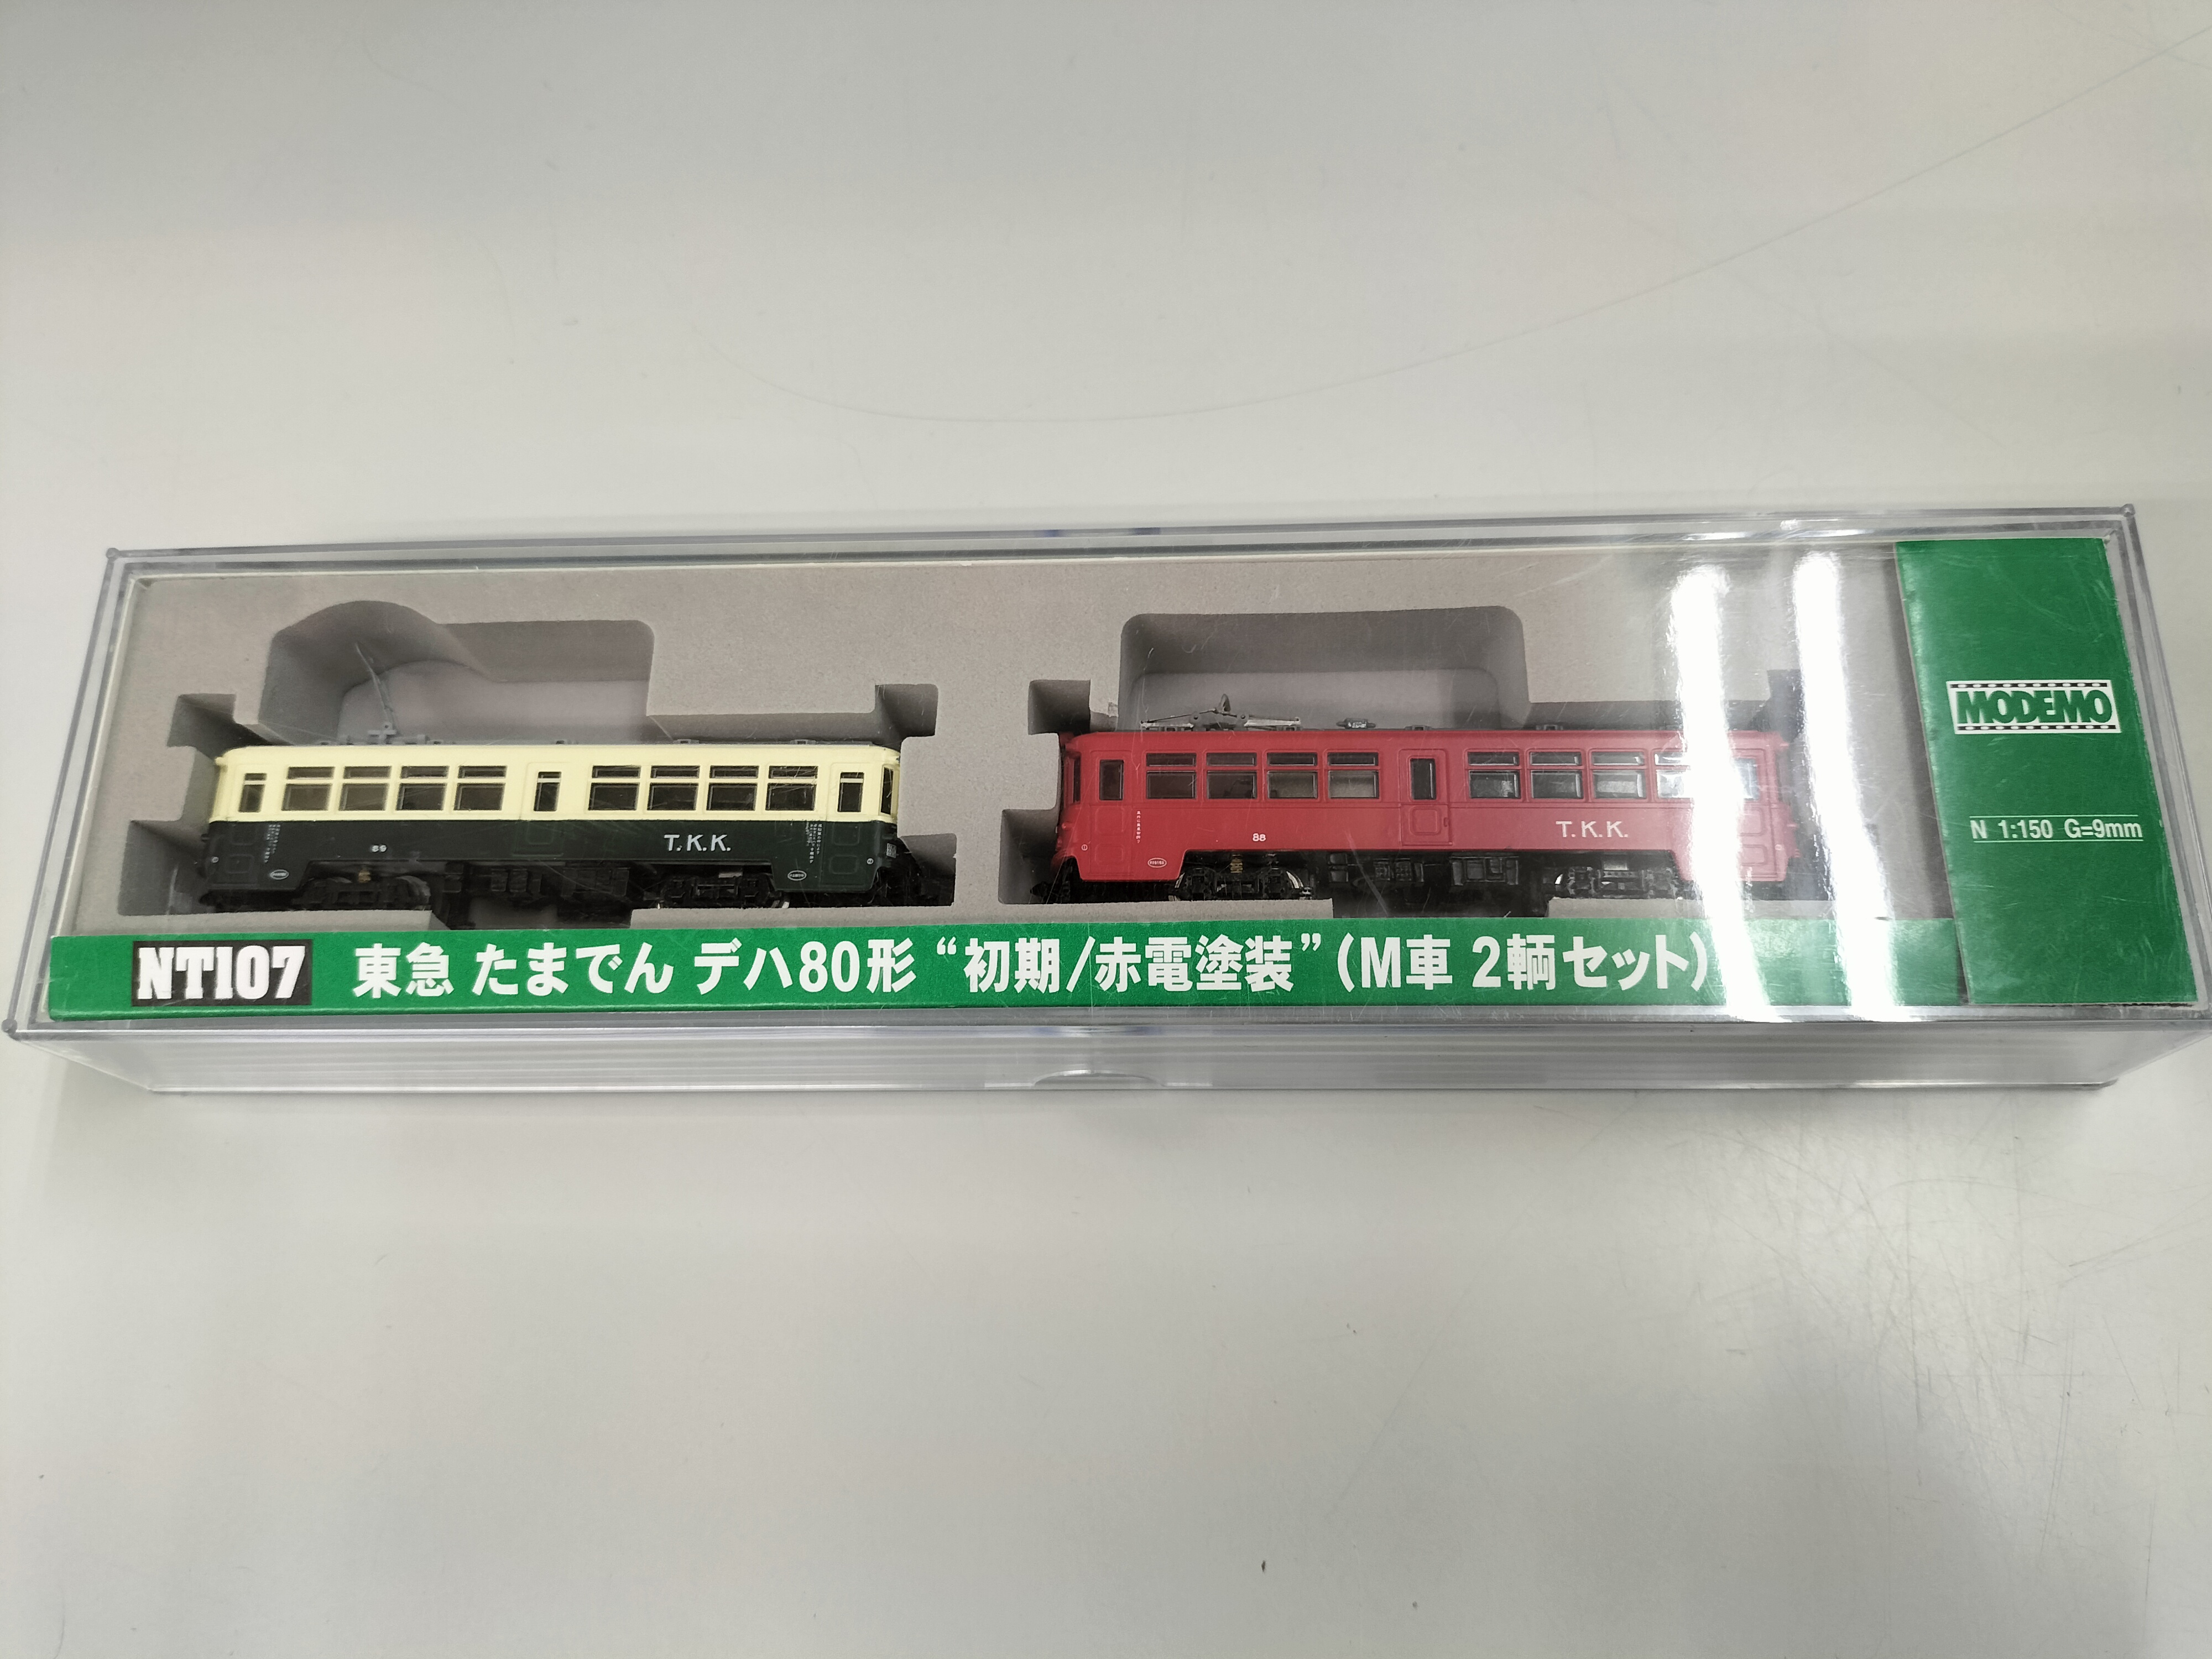 MODEMO
N 1:150 G=9mm
89
T.K.K.
88
T.K.K.
NT107 東急 たまでん デハ80形 “初期/赤電塗装”(M車 2輌セット)